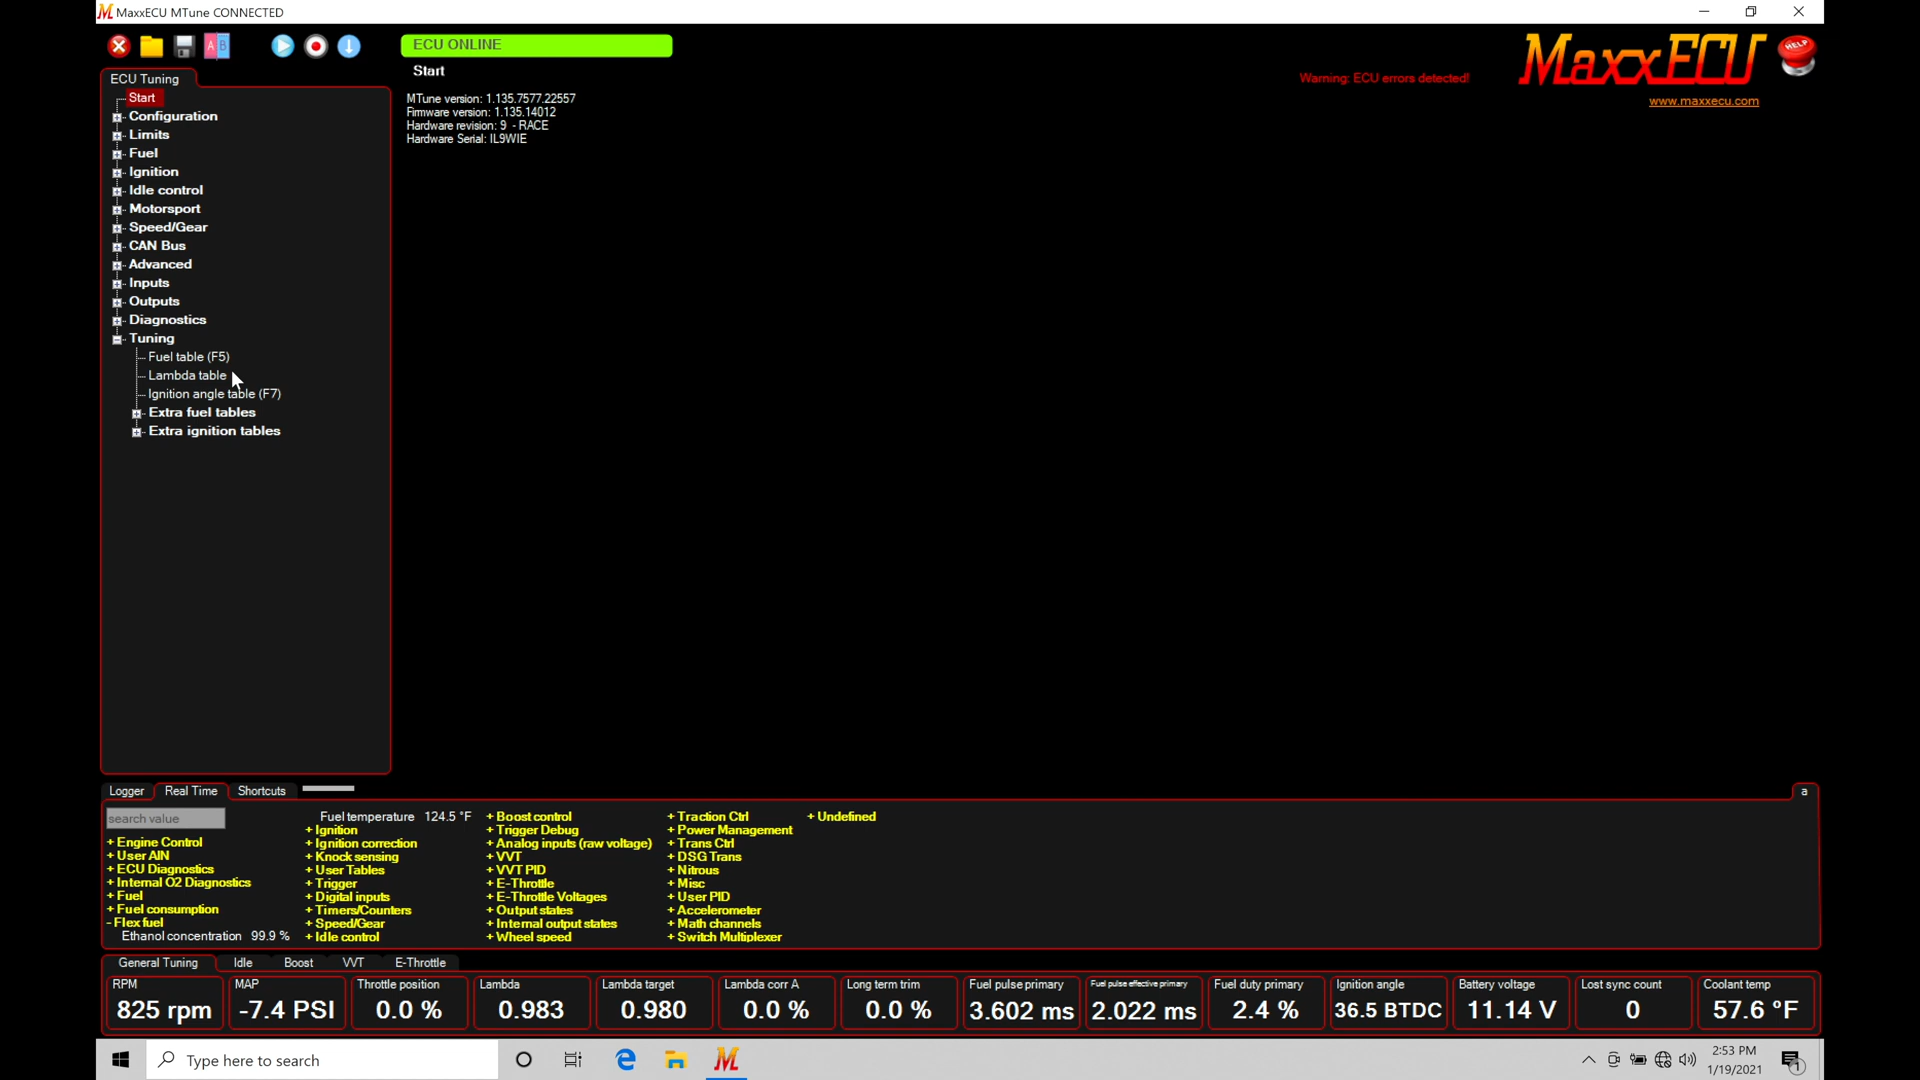 MaxxECU MTune CONNECTED
A B
ECU ONLINE
Start
MTune version: 1.135.7577.22557
Firmware version: 1.135.14012
Hardware revision: 9 - RACE
Hardware Serial: IL9WIE
Warning: ECU errors detected!
MaxxECU
HELP
www.maxxecu.com
ECU Tuning
Start
Configuration
Limits
Fuel
Ignition
Idle control
Motorsport
Speed/Gear
CAN Bus
Advanced
Inputs
Outputs
Diagnostics
Tuning
Fuel table (F5)
Lambda table
Ignition angle table (F7)
Extra fuel tables
Extra ignition tables
Logger Real Time Shortcuts
a
search value
+ Engine Control
+ User AIN
+ ECU Diagnostics
+ Internal O2 Diagnostics
+ Fuel
+ Fuel consumption
- Flex fuel
Ethanol concentration 99.9 %
Fuel temperature 124.5 °F
+ Ignition
+ Ignition correction
+ Knock sensing
+ User Tables
+ Trigger
+ Digital inputs
+ Timers/Counters
+ Speed/Gear
+ Idle control
+ Boost control
+ Trigger Debug
+ Analog inputs (raw voltage)
+ VVT
+ VVT PID
+ E-Throttle
+ E-Throttle Voltages
+ Output states
+ Internal output states
+ Wheel speed
+ Traction Ctrl
+ Power Management
+ Trans Ctrl
+ DSG Trans
+ Nitrous
+ Misc
+ User PID
+ Accelerometer
+ Math channels
+ Switch Multiplexer
+ Undefined
General Tuning Idle Boost VVT E-Throttle
RPM
825 rpm
MAP
-7.4 PSI
Throttle position
0.0 %
Lambda
0.983
Lambda target
0.980
Lambda corr A
0.0 %
Long term trim
0.0 %
Fuel pulse primary
3.602 ms
Fuel pulse effective primary
2.022 ms
Fuel duty primary
2.4 %
Ignition angle
36.5 BTDC
Battery voltage
11.14 V
Lost sync count
0
Coolant temp
57.6 °F
Type here to search
2:53 PM
1/19/2021
1